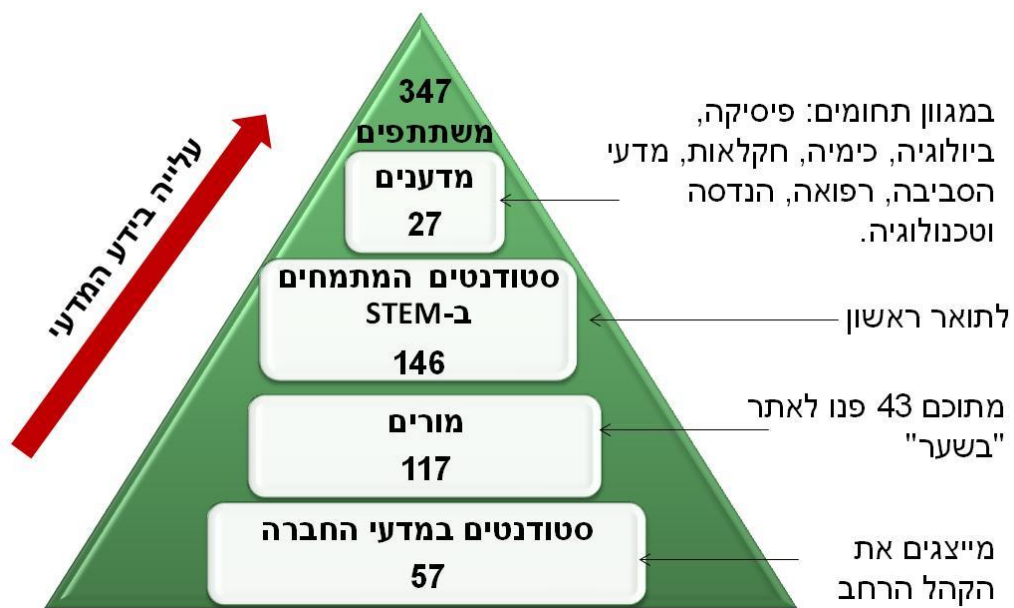 347
משתתפים
מדענים
27
סטודנטים המתמחים
ב-STEM
146
מורים
117
סטודנטים במדעי החברה
57
עלייה בידע המדעי
במגוון תחומים: פיסיקה,
ביולוגיה, כימיה, חקלאות, מדעי
הסביבה, רפואה, הנדסה
וטכנולוגיה.
לתואר ראשון
מתוכם 43 פנו לאתר
"בשער"
מייצגים את
הקהל הרחב